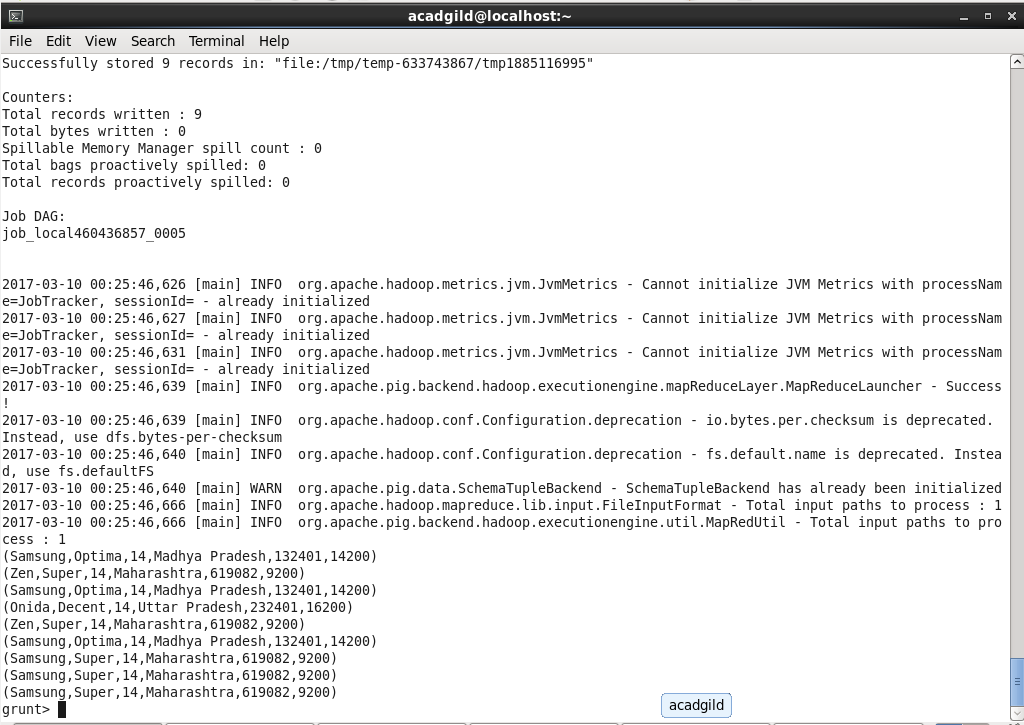 acadgild@localhost:~
File Edit View Search Terminal Help
Successfully stored 9 records in: "file:/tmp/temp-633743867/tmp1885116995"
Counters:
Total records written : 9
Total bytes written : 0
Spillable Memory Manager spill count : 0
Total bags proactively spilled: 0
Total records proactively spilled: 0
Job DAG:
job_local460436857_0005
2017-03-10 00:25:46,626 [main] INFO  org.apache.hadoop.metrics.jvm.JvmMetrics - Cannot initialize JVM Metrics with processNam
e=JobTracker, sessionId= - already initialized
2017-03-10 00:25:46,627 [main] INFO  org.apache.hadoop.metrics.jvm.JvmMetrics - Cannot initialize JVM Metrics with processNam
e=JobTracker, sessionId= - already initialized
2017-03-10 00:25:46,631 [main] INFO  org.apache.hadoop.metrics.jvm.JvmMetrics - Cannot initialize JVM Metrics with processNam
e=JobTracker, sessionId= - already initialized
2017-03-10 00:25:46,639 [main] INFO  org.apache.pig.backend.hadoop.executionengine.mapReduceLayer.MapReduceLauncher - Success
!
2017-03-10 00:25:46,639 [main] INFO  org.apache.hadoop.conf.Configuration.deprecation - io.bytes.per.checksum is deprecated.
Instead, use dfs.bytes-per-checksum
2017-03-10 00:25:46,640 [main] INFO  org.apache.hadoop.conf.Configuration.deprecation - fs.default.name is deprecated. Instea
d, use fs.defaultFS
2017-03-10 00:25:46,640 [main] WARN  org.apache.pig.data.SchemaTupleBackend - SchemaTupleBackend has already been initialized
2017-03-10 00:25:46,666 [main] INFO  org.apache.hadoop.mapreduce.lib.input.FileInputFormat - Total input paths to process : 1
2017-03-10 00:25:46,666 [main] INFO  org.apache.pig.backend.hadoop.executionengine.util.MapRedUtil - Total input paths to pro
cess : 1
(Samsung,Optima,14,Madhya Pradesh,132401,14200)
(Zen,Super,14,Maharashtra,619082,9200)
(Samsung,Optima,14,Madhya Pradesh,132401,14200)
(Onida,Decent,14,Uttar Pradesh,232401,16200)
(Zen,Super,14,Maharashtra,619082,9200)
(Samsung,Optima,14,Madhya Pradesh,132401,14200)
(Samsung,Super,14,Maharashtra,619082,9200)
(Samsung,Super,14,Maharashtra,619082,9200)
(Samsung,Super,14,Maharashtra,619082,9200)
grunt>
acadgild